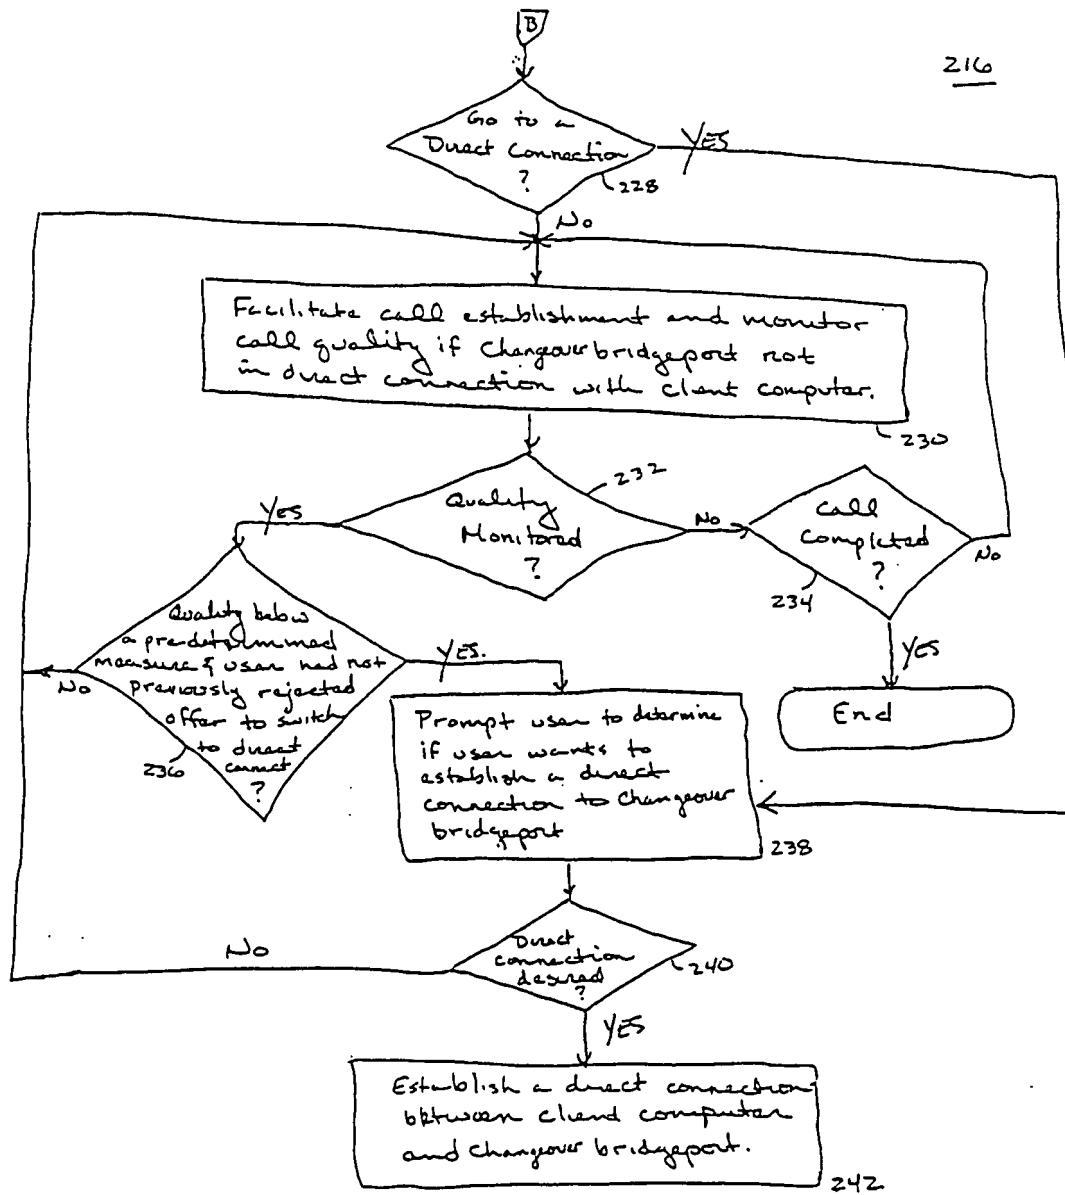 B
216
Go to a
Direct Connection
?
228
YES
No
Facilitate call establishment and monitor
call quality if Changeover bridgeport not
in direct connection with client computer.
230
232
YES
Quality
Monitored
?
No
Call
Completed
?
No
234
YES
End
Quality below
a pre-determined
measure & user had not
previously rejected
offer to switch
to direct
connect
?
No
236
YES.
Prompt user to determine
if user wants to
establish a direct
connection to Changeover
bridgeport
238
Direct
connection
desired
?
240
No
YES
Establish a direct connection
between client computer
and Changeover bridgeport.
242